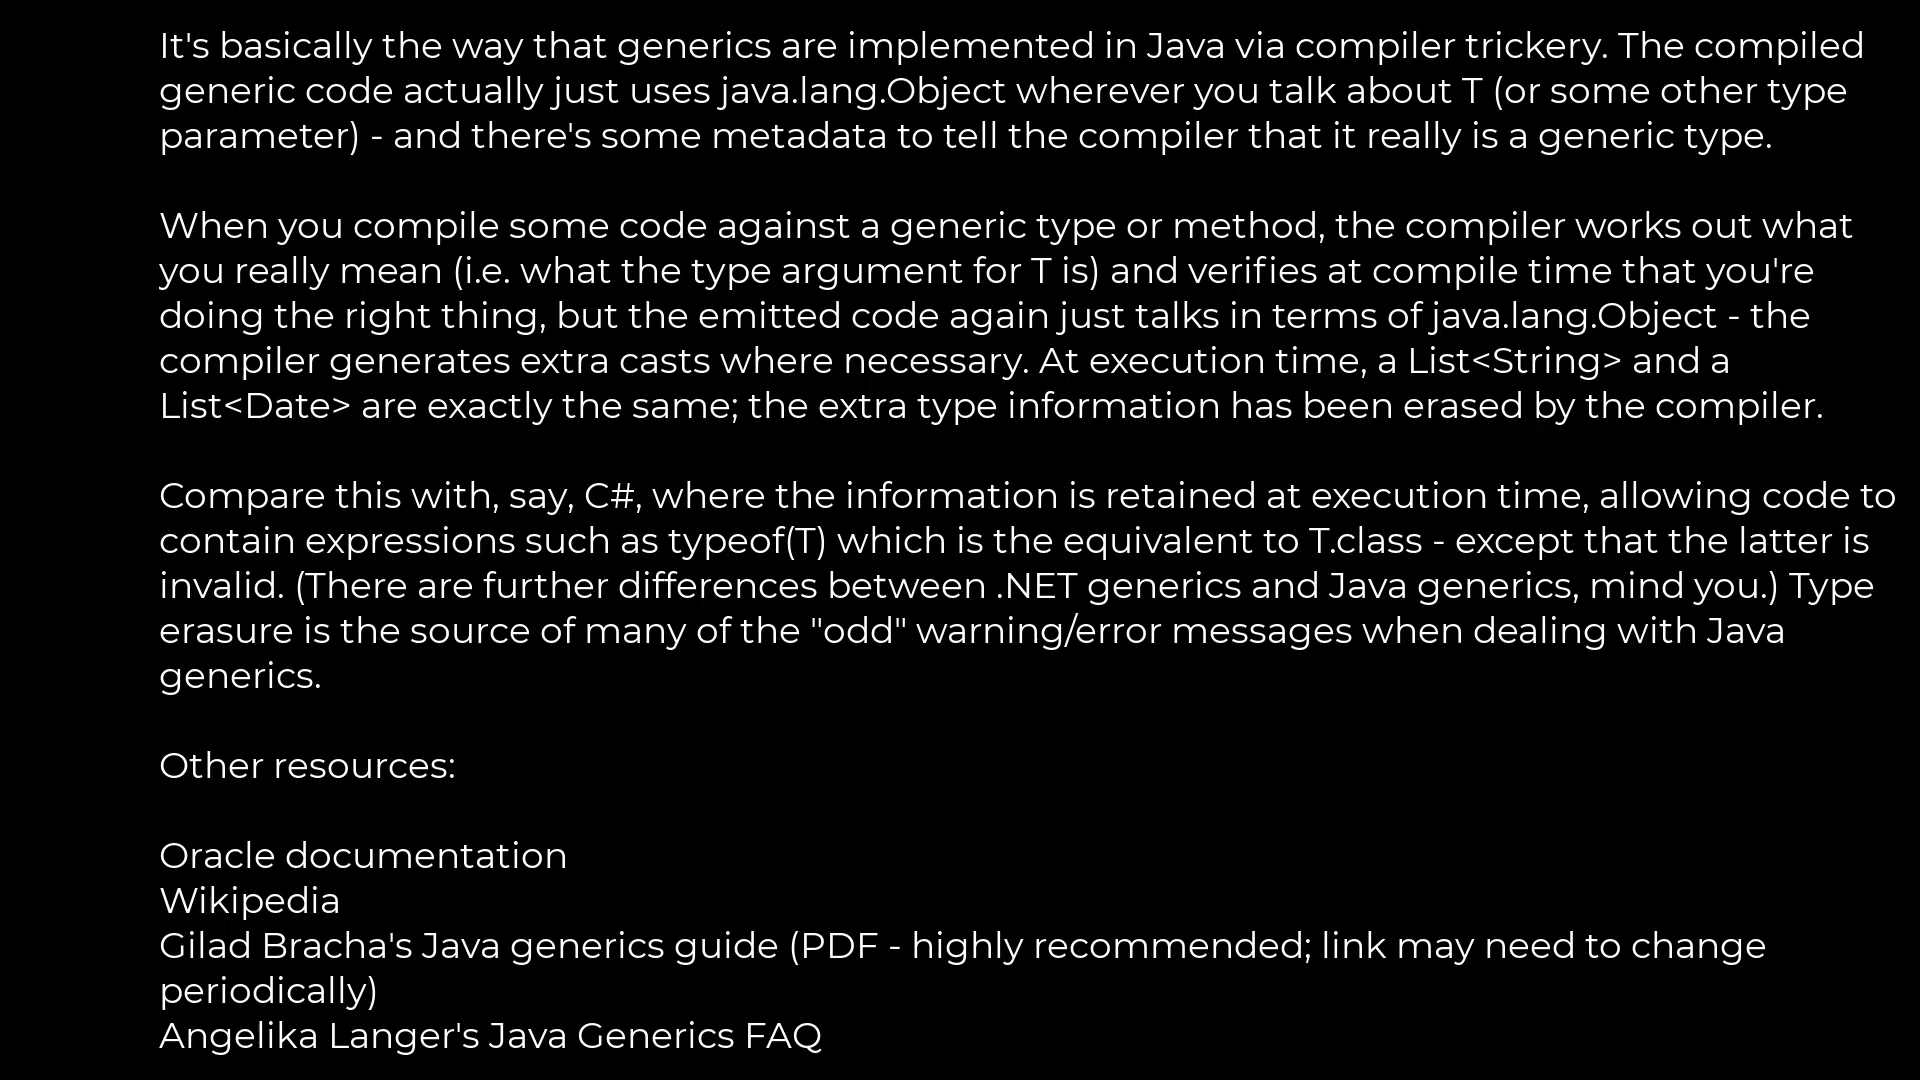 It's basically the way that generics are implemented in Java via compiler trickery. The compiled
generic code actually just uses java.lang.Object wherever you talk about T (or some other type
parameter) - and there's some metadata to tell the compiler that it really is a generic type.
When you compile some code against a generic type or method, the compiler works out what
you really mean (i.e. what the type argument for T is) and verifies at compile time that you're
doing the right thing, but the emitted code again just talks in terms of java.lang.Object - the
compiler generates extra casts where necessary. At execution time, a List<String> and a
List<Date> are exactly the same; the extra type information has been erased by the compiler.
Compare this with, say, C#, where the information is retained at execution time, allowing code to
contain expressions such as typeof(T) which is the equivalent to T.class - except that the latter is
invalid. (There are further differences between .NET generics and Java generics, mind you.) Type
erasure is the source of many of the "odd" warning/error messages when dealing with Java
generics.
Other resources:
Oracle documentation
Wikipedia
Gilad Bracha's Java generics guide (PDF - highly recommended; link may need to change
periodically)
Angelika Langer's Java Generics FAQ